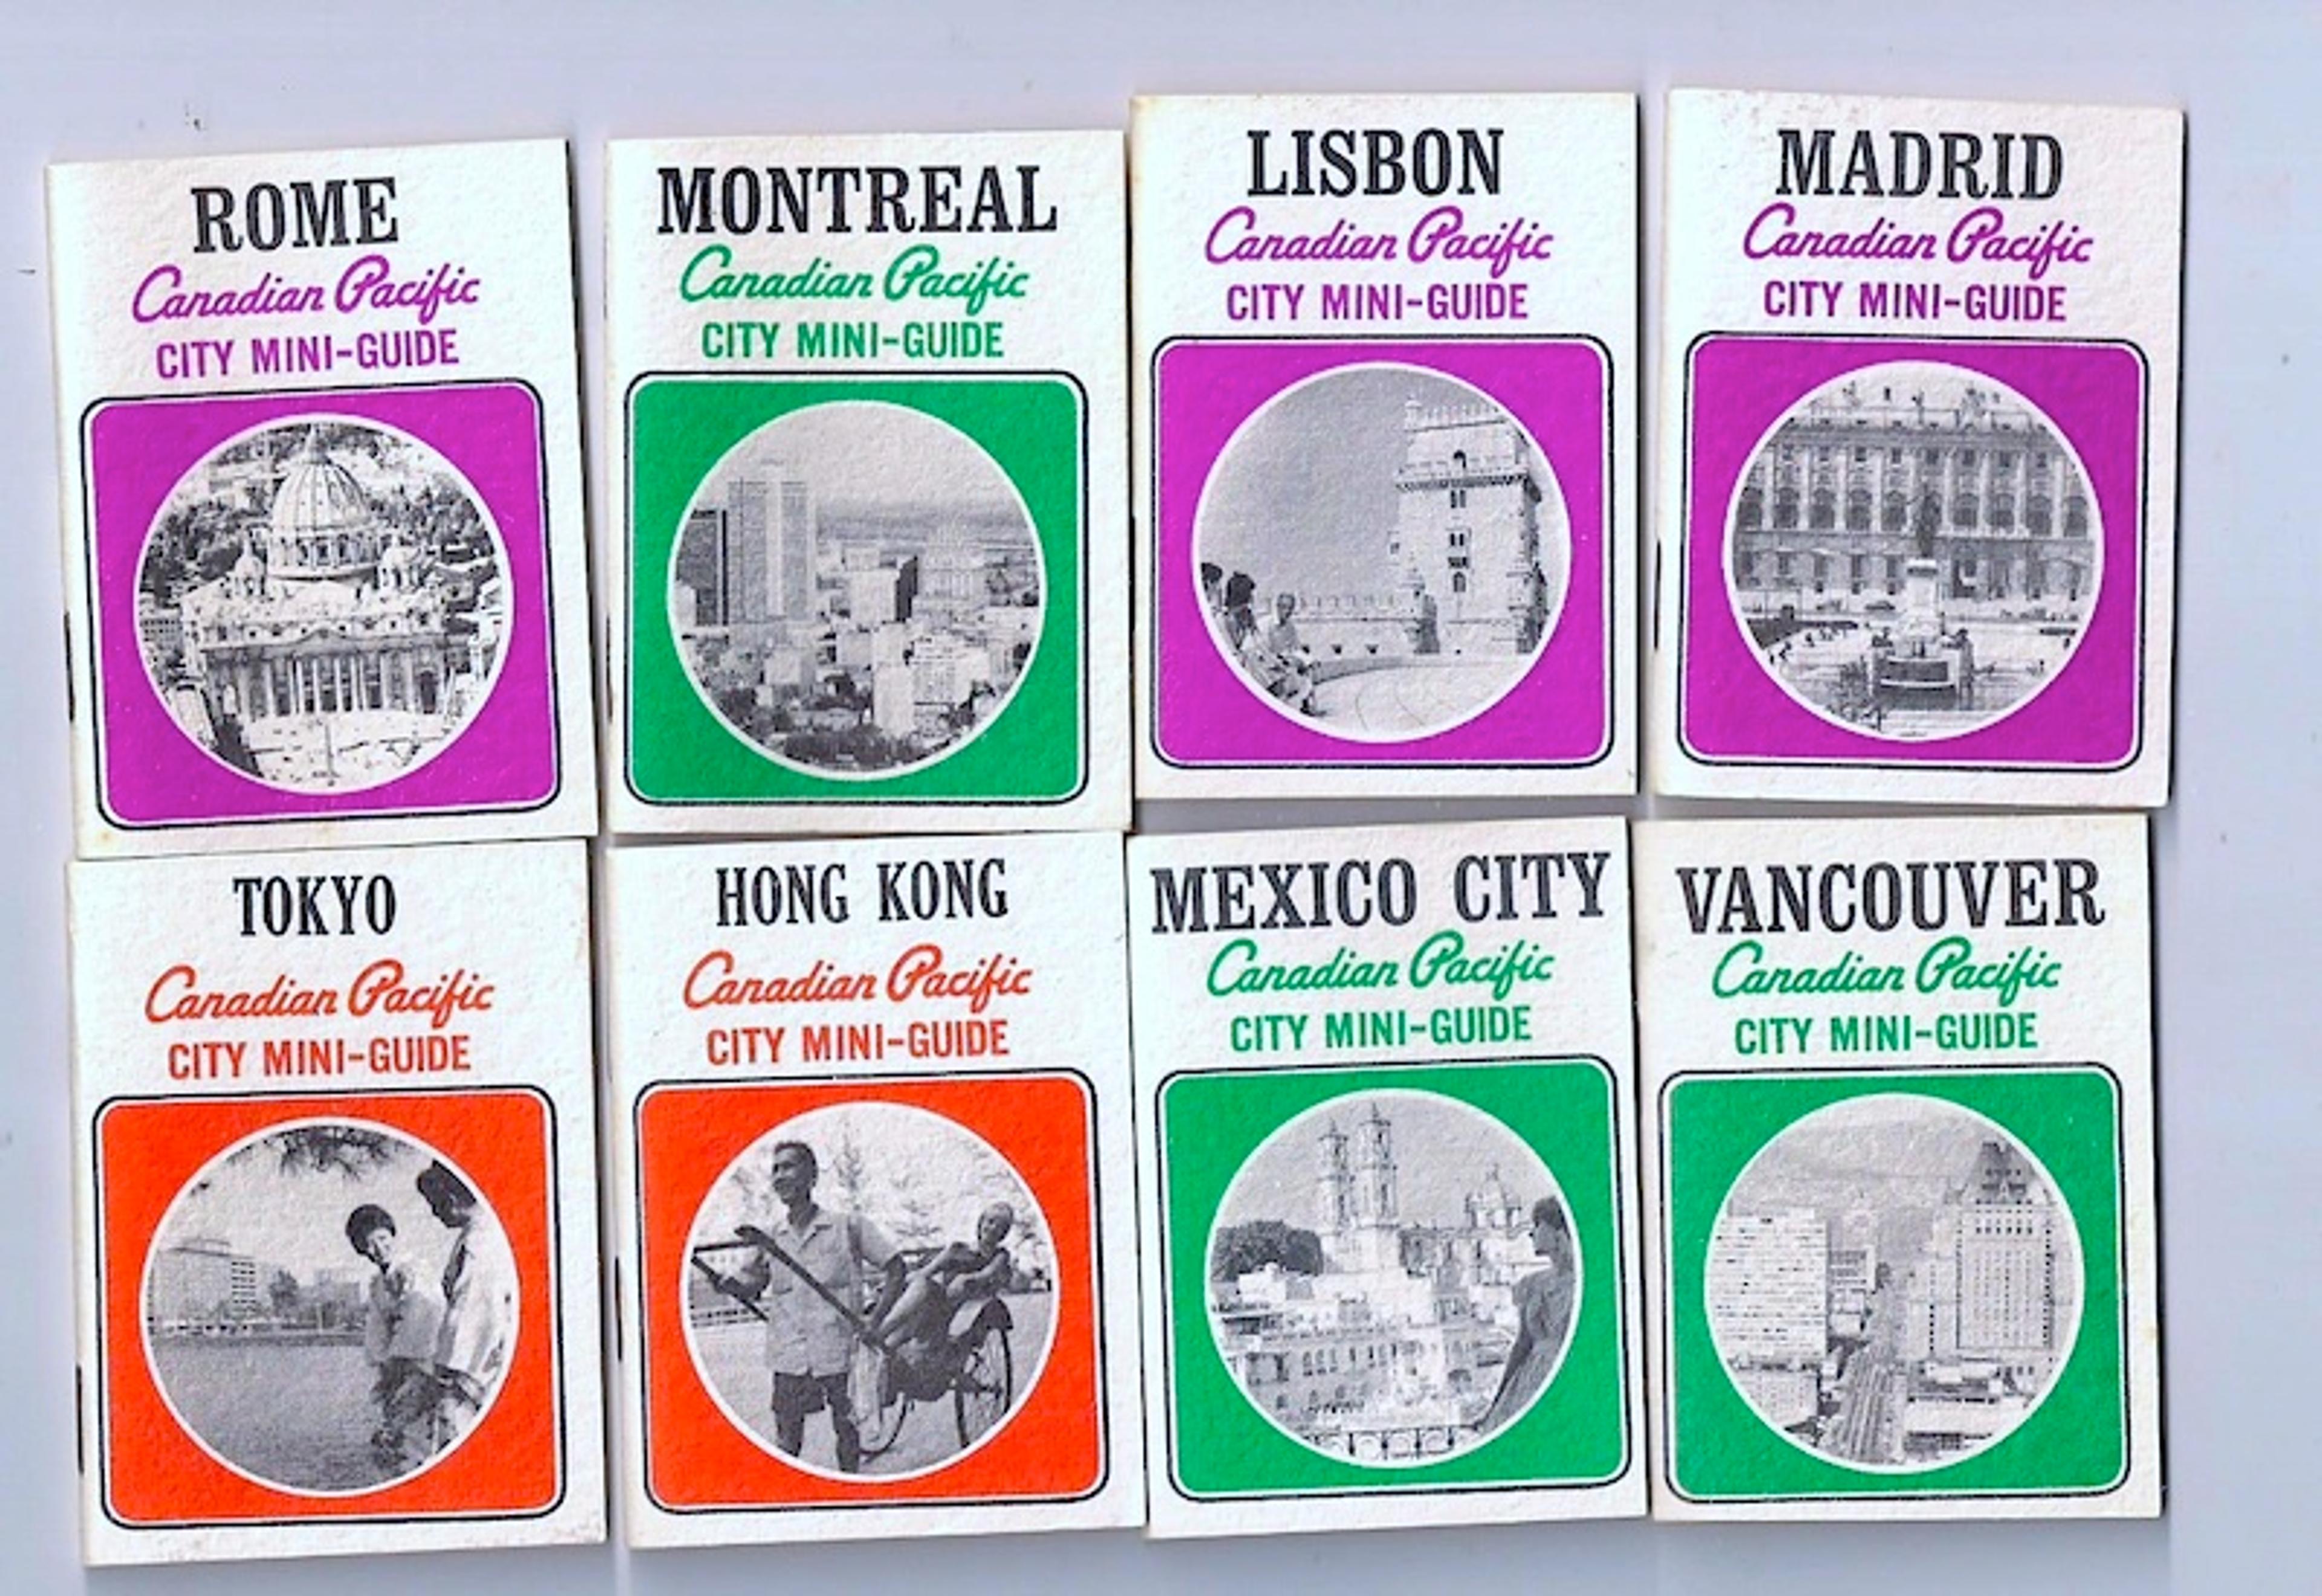 ROME
Canadian Pacific
CITY MINI-GUIDE
MONTREAL
Canadian Pacific
CITY MINI-GUIDE
LISBON
Canadian Pacific
CITY MINI-GUIDE
MADRID
Canadian Pacific
CITY MINI-GUIDE
TOKYO
Canadian Pacific
CITY MINI-GUIDE
HONG KONG
Canadian Pacific
CITY MINI-GUIDE
MEXICO CITY
Canadian Pacific
CITY MINI-GUIDE
VANCOUVER
Canadian Pacific
CITY MINI-GUIDE